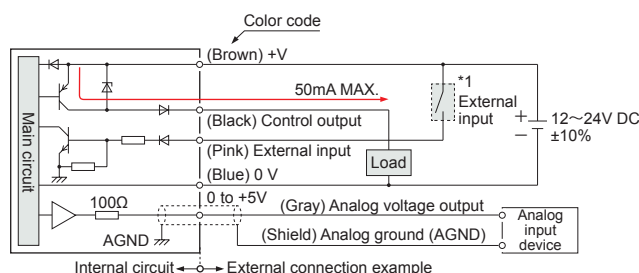 Color code
(Brown) +V
50mA MAX.
*1
External
input
(Black) Control output
12～24V DC
±10%
+
−
Main circuit
(Pink) External input
Load
(Blue) 0 V
0 to +5V
100Ω
(Gray) Analog voltage output
Analog
input
device
AGND
(Shield) Analog ground (AGND)
Internal circuit
External connection example